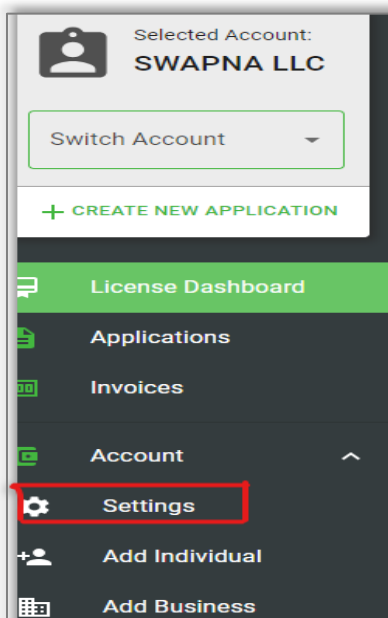 Selected Account:
SWAPNA LLC
Switch Account
+ CREATE NEW APPLICATION
License Dashboard
Applications
Invoices
Account
Settings
Add Individual
Add Business